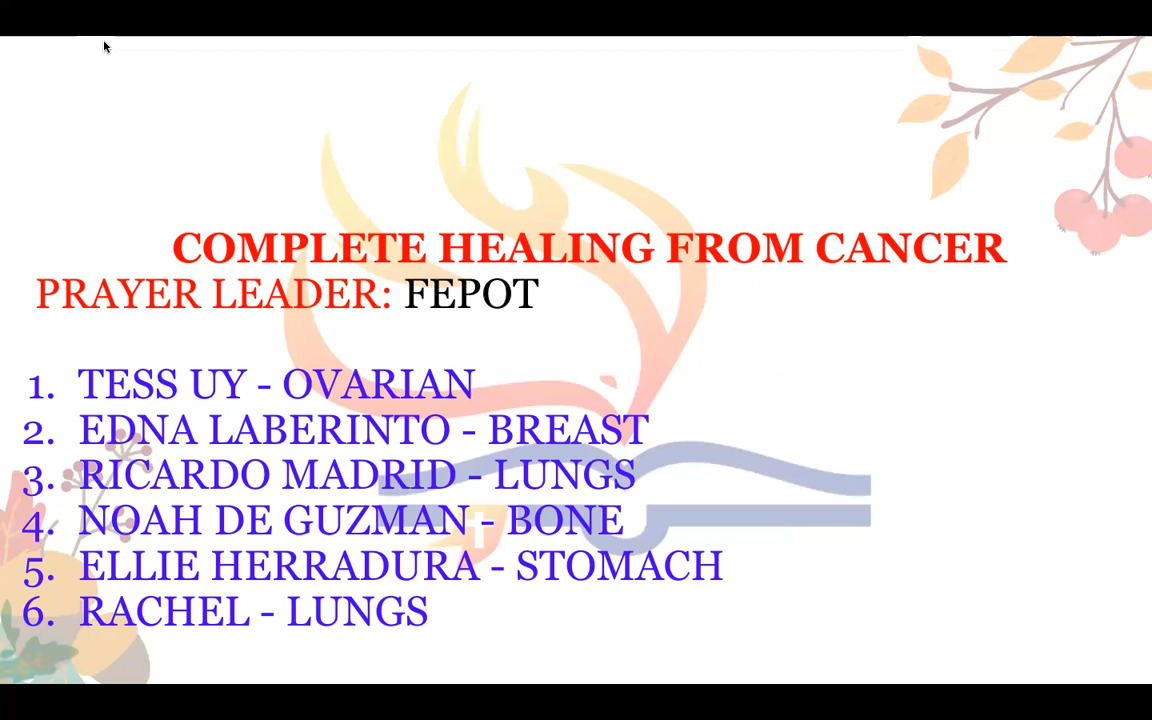 COMPLETE HEALING FROM CANCER
PRAYER LEADER: FEPOT
1. TESS UY - OVARIAN
2. EDNA LABERINTO - BREAST
3. RICARDO MADRID - LUNGS
4. NOAH DE GUZMAN - BONE
5. ELLIE HERRADURA - STOMACH
6. RACHEL - LUNGS